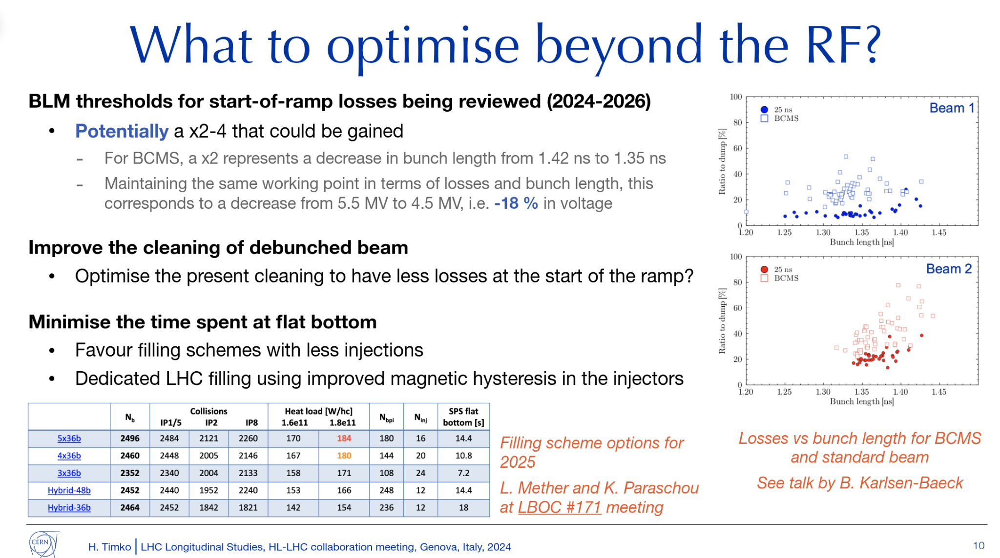 What to optimise beyond the RF?
BLM thresholds for start-of-ramp losses being reviewed (2024-2026)
• Potentially a x2-4 that could be gained
- For BCMS, a x2 represents a decrease in bunch length from 1.42 ns to 1.35 ns
- Maintaining the same working point in terms of losses and bunch length, this
corresponds to a decrease from 5.5 MV to 4.5 MV, i.e. -18 % in voltage
Improve the cleaning of debunched beam
• Optimise the present cleaning to have less losses at the start of the ramp?
Minimise the time spent at flat bottom
• Favour filling schemes with less injections
• Dedicated LHC filling using improved magnetic hysteresis in the injectors
Nb Collisions Heat load [W/hc] Nbpi Ninj SPS flat
IP1/5 IP2 IP8 1.6e11 1.8e11 bottom [s]
5x36b 2496 2484 2121 2260 170 184 180 16 14.4
4x36b 2460 2448 2005 2146 167 180 144 20 10.8
3x36b 2352 2340 2004 2133 158 171 108 24 7.2
Hybrid-48b 2452 2440 1952 2240 153 166 248 12 14.4
Hybrid-36b 2464 2452 1842 1821 142 154 236 12 18
Filling scheme options for
2025
L. Mether and K. Paraschou
at LBOC #171 meeting
Beam 1
25 ns
BCMS
Ratio to dump [%]
100
80
60
40
20
0
1.20 1.25 1.30 1.35 1.40 1.45
Bunch length [ns]
Beam 2
25 ns
BCMS
Ratio to dump [%]
100
80
60
40
20
0
1.20 1.25 1.30 1.35 1.40 1.45
Bunch length [ns]
Losses vs bunch length for BCMS
and standard beam
See talk by B. Karlsen-Baeck
CERN
H. Timko | LHC Longitudinal Studies, HL-LHC collaboration meeting, Genova, Italy, 2024
10